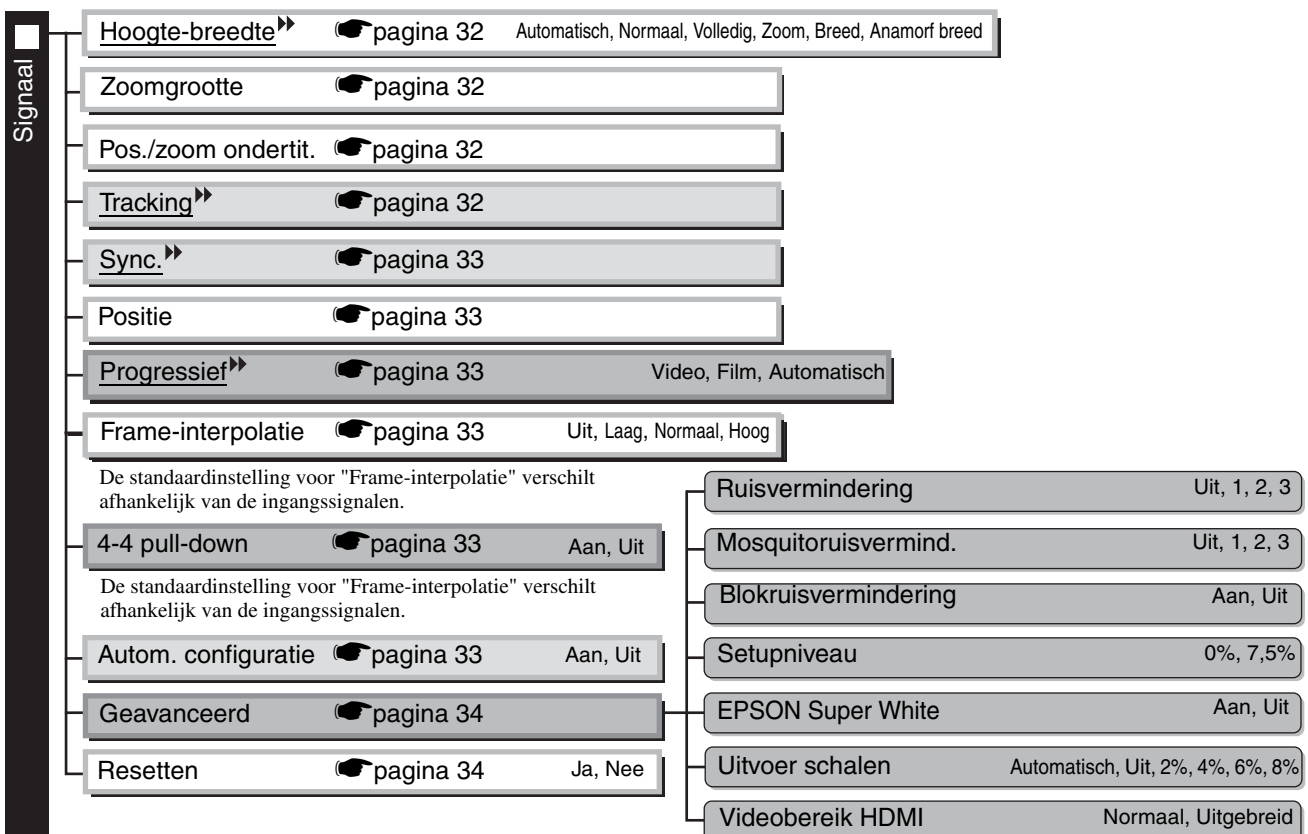 Signaal
Hoogte-breedte pagina 32 Automatisch, Normaal, Volledig, Zoom, Breed, Anamorf breed
Zoomgrootte pagina 32
Pos./zoom ondertit. pagina 32
Tracking pagina 32
Sync. pagina 33
Positie pagina 33
Progressief pagina 33 Video, Film, Automatisch
Frame-interpolatie pagina 33 Uit, Laag, Normaal, Hoog
De standaardinstelling voor "Frame-interpolatie" verschilt
afhankelijk van de ingangssignalen.
4-4 pull-down pagina 33 Aan, Uit
De standaardinstelling voor "Frame-interpolatie" verschilt
afhankelijk van de ingangssignalen.
Autom. configuratie pagina 33 Aan, Uit
Geavanceerd pagina 34
Resetten pagina 34 Ja, Nee
Ruisvermindering Uit, 1, 2, 3
Mosquitoruisvermind. Uit, 1, 2, 3
Blokruisvermindering Aan, Uit
Setupniveau 0%, 7,5%
EPSON Super White Aan, Uit
Uitvoer schalen Automatisch, Uit, 2%, 4%, 6%, 8%
Videobereik HDMI Normaal, Uitgebreid